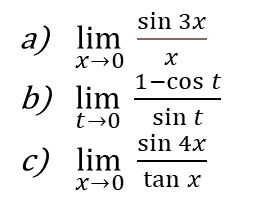 a) lim x→0 sin 3x / x
b) lim t→0 1−cos t / sin t
c) lim x→0 sin 4x / tan x